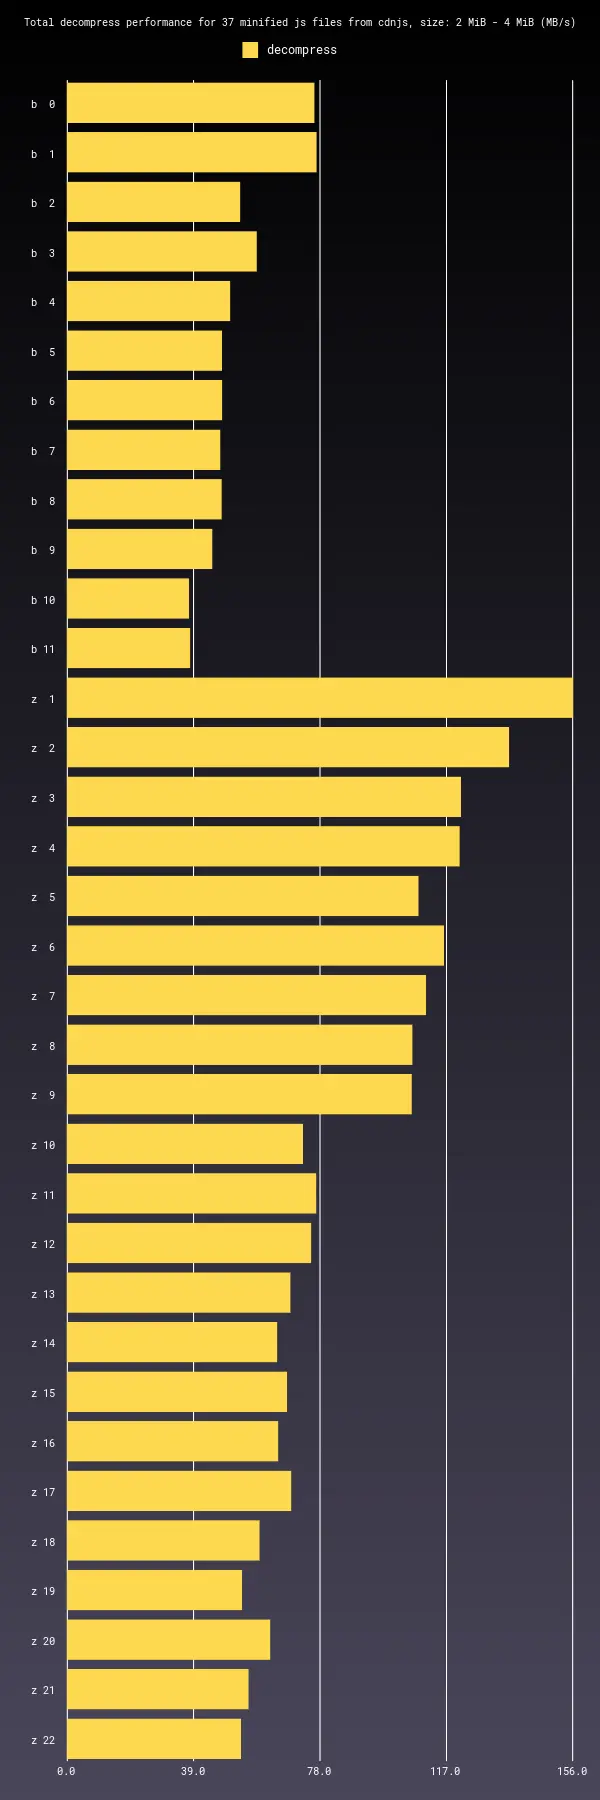 Total decompress performance for 37 minified js files from cdnjs, size: 2 MiB - 4 MiB (MB/s)
decompress
b 0
b 1
b 2
b 3
b 4
b 5
b 6
b 7
b 8
b 9
b 10
b 11
z 1
z 2
z 3
z 4
z 5
z 6
z 7
z 8
z 9
z 10
z 11
z 12
z 13
z 14
z 15
z 16
z 17
z 18
z 19
z 20
z 21
z 22
0.0 39.0 78.0 117.0 156.0